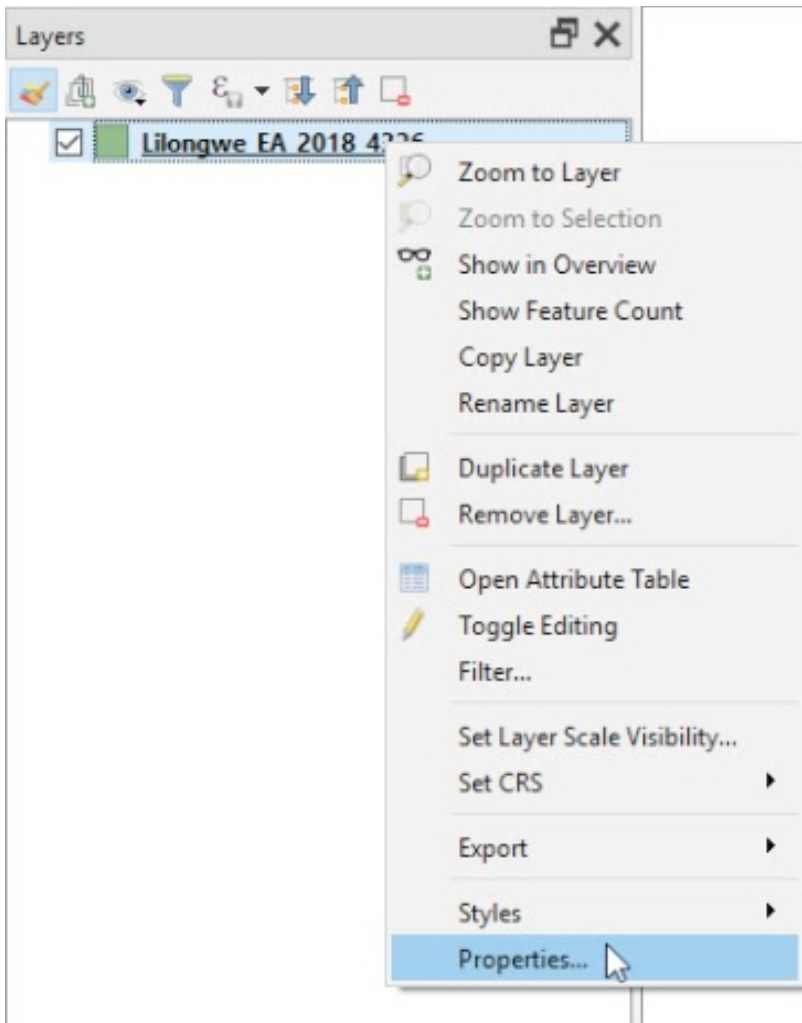 Layers
Lilongwe EA 2018 4326
Zoom to Layer
Zoom to Selection
Show in Overview
Show Feature Count
Copy Layer
Rename Layer
Duplicate Layer
Remove Layer...
Open Attribute Table
Toggle Editing
Filter...
Set Layer Scale Visibility...
Set CRS
Export
Styles
Properties...